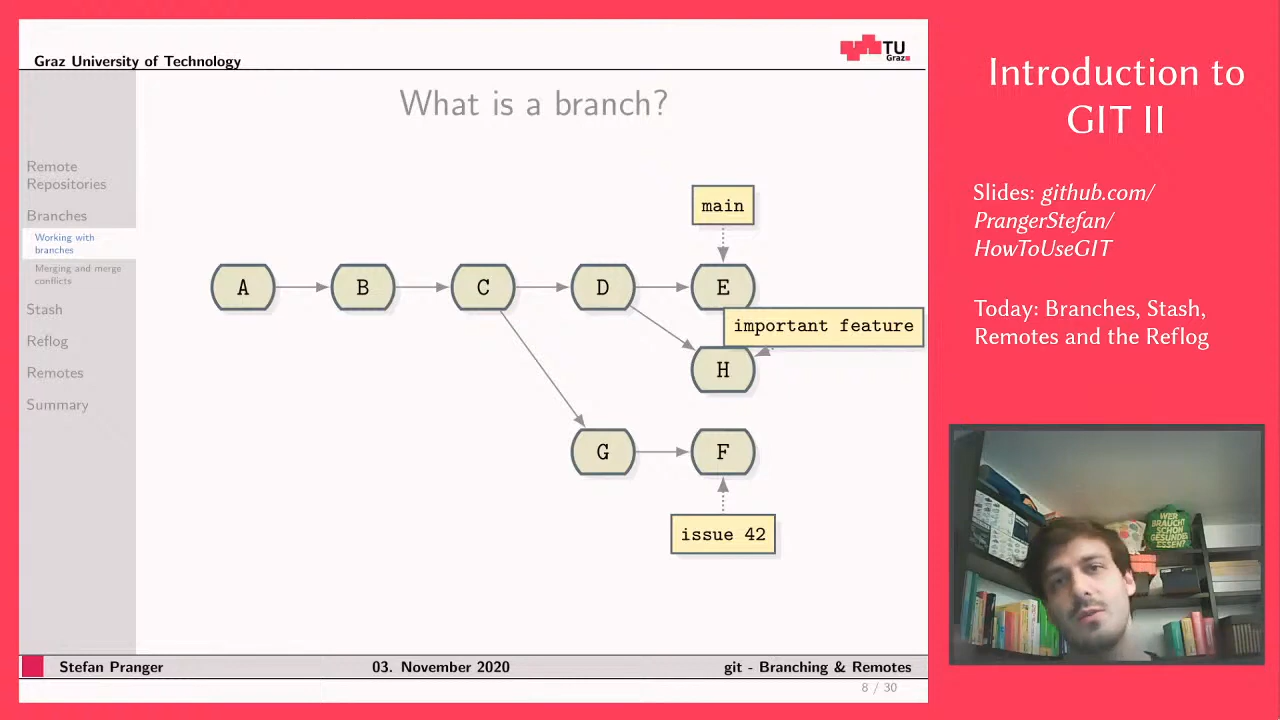 Graz University of Technology
TU
Graz
What is a branch?
Remote
Repositories
Branches
Working with
branches
Merging and merge
conflicts
Stash
Reflog
Remotes
Summary
main
A
B
C
D
E
important feature
H
G
F
issue 42
Stefan Pranger
03. November 2020
git - Branching & Remotes
8 / 30
Introduction to
GIT II
Slides: github.com/
PrangerStefan/
HowToUseGIT
Today: Branches, Stash,
Remotes and the Reflog
WER
BRAUCHT
SCHON
GESUNDES
ESSEN?